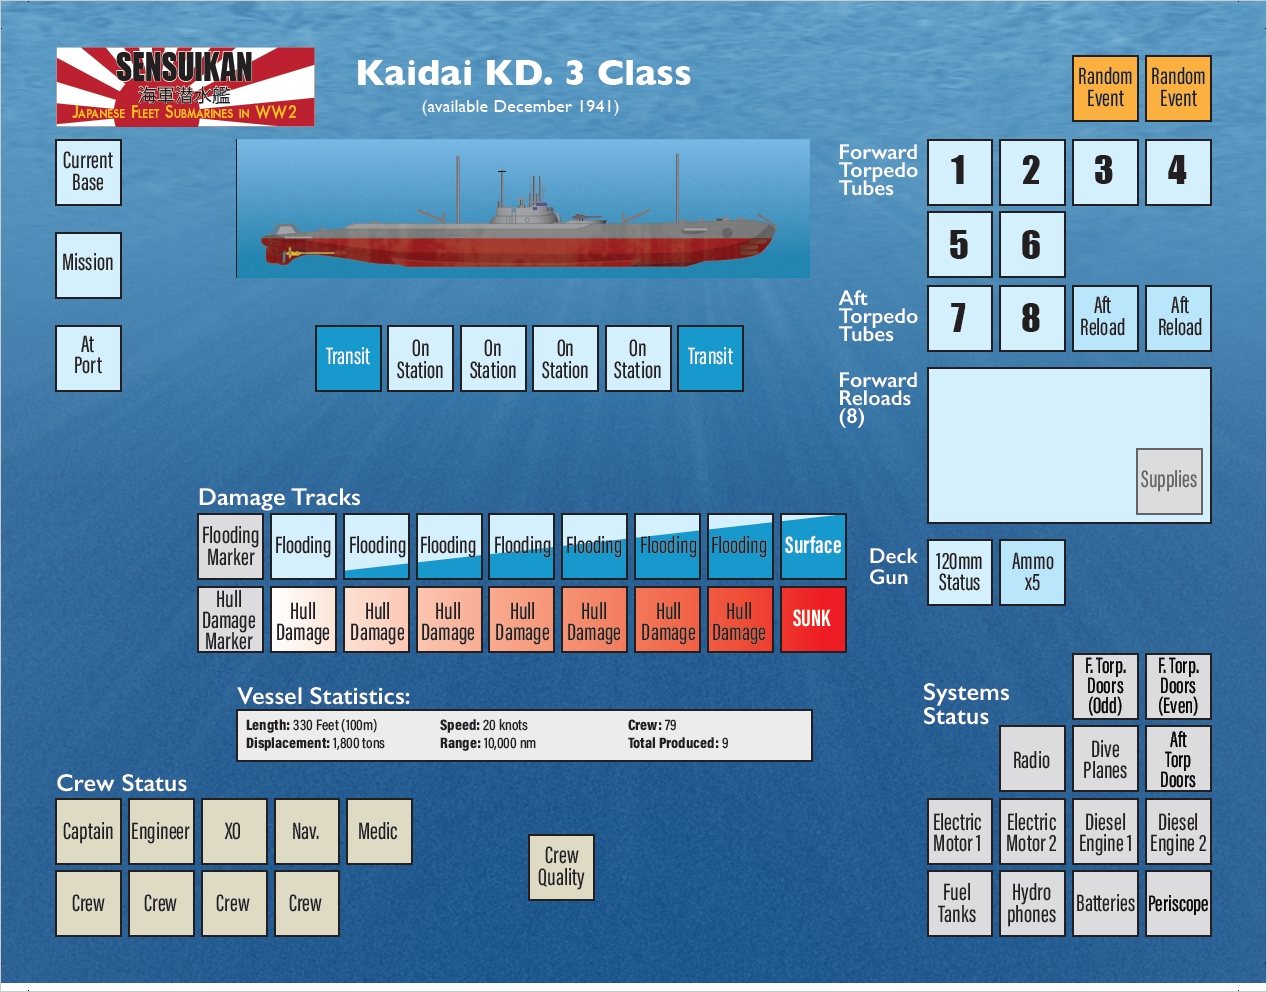 SENSUIKAN
海軍潜水艦
JAPANESE FLEET SUBMARINES IN WW2
Kaidai KD. 3 Class
(available December 1941)
Random
Event
Random
Event
Current
Base
Mission
At
Port
Forward
Torpedo
Tubes
1
2
3
4
5
6
Aft
Torpedo
Tubes
7
8
Aft
Reload
Aft
Reload
Transit
On
Station
On
Station
On
Station
On
Station
Transit
Forward
Reloads
(8)
Supplies
Damage Tracks
Flooding
Marker
Flooding
Flooding
Flooding
Flooding
Flooding
Flooding
Flooding
Surface
Hull
Damage
Marker
Hull
Damage
Hull
Damage
Hull
Damage
Hull
Damage
Hull
Damage
Hull
Damage
Hull
Damage
SUNK
Deck
Gun
120mm
Status
Ammo
x5
Vessel Statistics:
Length: 330 Feet (100m)
Displacement: 1,800 tons
Speed: 20 knots
Range: 10,000 nm
Crew: 79
Total Produced: 9
Systems
Status
F. Torp.
Doors
(Odd)
F. Torp.
Doors
(Even)
Radio
Dive
Planes
Aft
Torp
Doors
Electric
Motor 1
Electric
Motor 2
Diesel
Engine 1
Diesel
Engine 2
Fuel
Tanks
Hydro
phones
Batteries
Periscope
Crew Status
Captain
Engineer
XO
Nav.
Medic
Crew
Crew
Crew
Crew
Crew
Quality